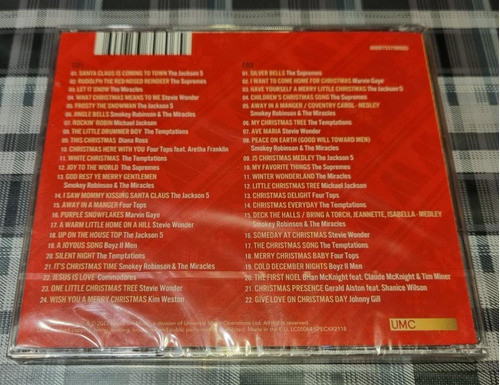 CD1
01. SANTA CLAUS IS COMING TOWN The Jackson 5
02. RUDOLPH THE RED-NOSED REINDEER The Supremes
03. LET IT SNOW The Miracles
04. WHAT CHRISTMAS MEANS TO ME Stevie Wonder
05. FROSTY THE SNOWMAN The Jackson 5
06. JINGLE BELLS Smokey Robinson & The Miracles
07. ROCKIN' ROBIN Michael Jackson
08. THE LITTLE DRUMMER BOY The Temptations
09. THIS CHRISTMAS Diana Ross
10. CHRISTMAS HERE WITH YOU Four Tops feat. Aretha Franklin
11. WHITE CHRISTMAS The Temptations
12. JOY TO THE WORLD The Supremes
13. GOD REST YE MERRY GENTLEMEN
Smokey Robinson & The Miracles
14. I SAW MOMMY KISSING SANTA CLAUS The Jackson 5
15. AWAY IN A MANGER Four Tops
16. PURPLE SNOWFLAKES Marvin Gaye
17. A WARM LITTLE HOME ON A HILL Stevie Wonder
18. UP ON THE HOUSE TOP The Jackson 5
19. A JOYOUS SONG Boyz II Men
20. SILENT NIGHT The Temptations
21. IT'S CHRISTMAS TIME Smokey Robinson & The Miracles
22. JESUS IS LOVE Commodores
23. ONE LITTLE CHRISTMAS TREE Stevie Wonder
24. WISH YOU A MERRY CHRISTMAS Kim Weston
CD2
01. SILVER BELLS The Supremes
02. I WANT TO COME HOME FOR CHRISTMAS Marvin Gaye
03. HAVE YOURSELF A MERRY LITTLE CHRISTMAS The Jackson 5
04. CHILDREN'S CHRISTMAS SONG The Supremes
05. AWAY IN A MANGER / COVENTRY CAROL - MEDLEY
Smokey Robinson & The Miracles
06. MY CHRISTMAS TREE The Temptations
07. AVE MARIA Stevie Wonder
08. PEACE ON EARTH (GOOD WILL TOWARD MEN)
Smokey Robinson & The Miracles
09. J5 CHRISTMAS MEDLEY The Jackson 5
10. MY FAVORITE THINGS The Supremes
11. WINTER WONDERLAND The Miracles
12. LITTLE CHRISTMAS TREE Michael Jackson
13. CHRISTMAS DELIGHT Four Tops
14. CHRISTMAS EVERYDAY The Temptations
15. DECK THE HALLS / BRING A TORCH, JEANNETTE, ISABELLA - MEDLEY
Smokey Robinson & The Miracles
16. SOMEDAY AT CHRISTMAS Stevie Wonder
17. THE CHRISTMAS SONG The Temptations
18. MERRY CHRISTMAS BABY Four Tops
19. COLD DECEMBER NIGHTS Boyz II Men
20. THE FIRST NOEL Brian McKnight feat. Claude McKnight & Tim Miner
21. CHRISTMAS PRESENCE Gerald Alston feat. Shanice Wilson
22. GIVE LOVE ON CHRISTMAS DAY Johnny Gill
division of Universal Music Operations Ltd. All rights reserved.
UMC